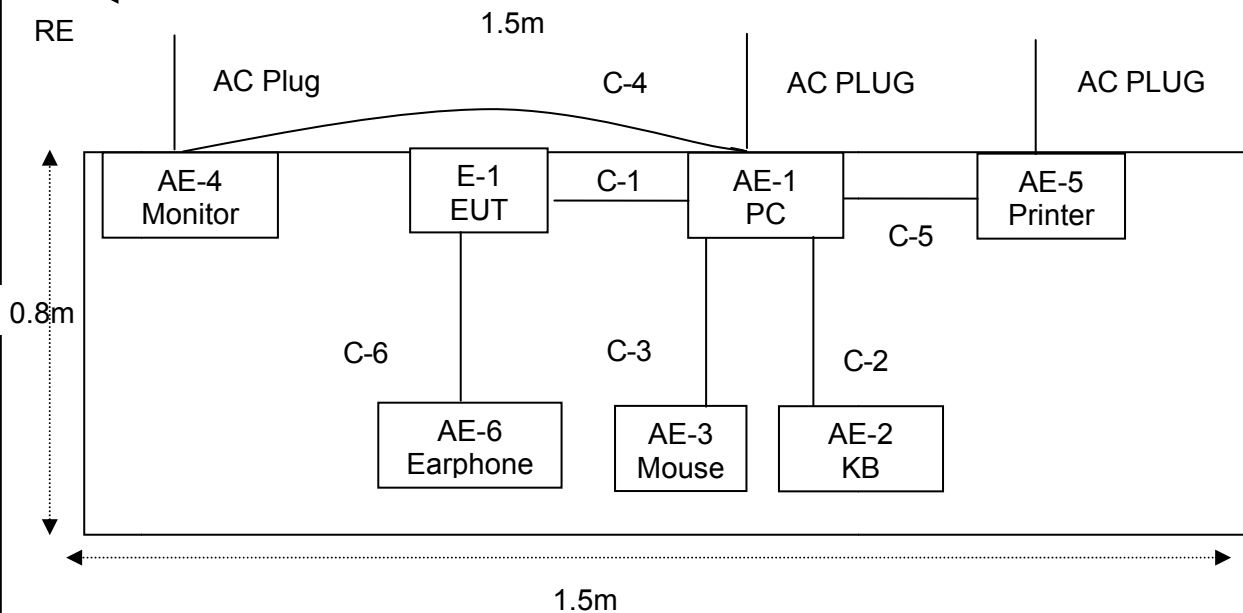 1.5m
RE
AC Plug
C-4
AC PLUG
AC PLUG
AE-4
Monitor
E-1
EUT
C-1
AE-1
PC
C-5
AE-5
Printer
0.8m
C-6
C-3
C-2
AE-6
Earphone
AE-3
Mouse
AE-2
KB
1.5m